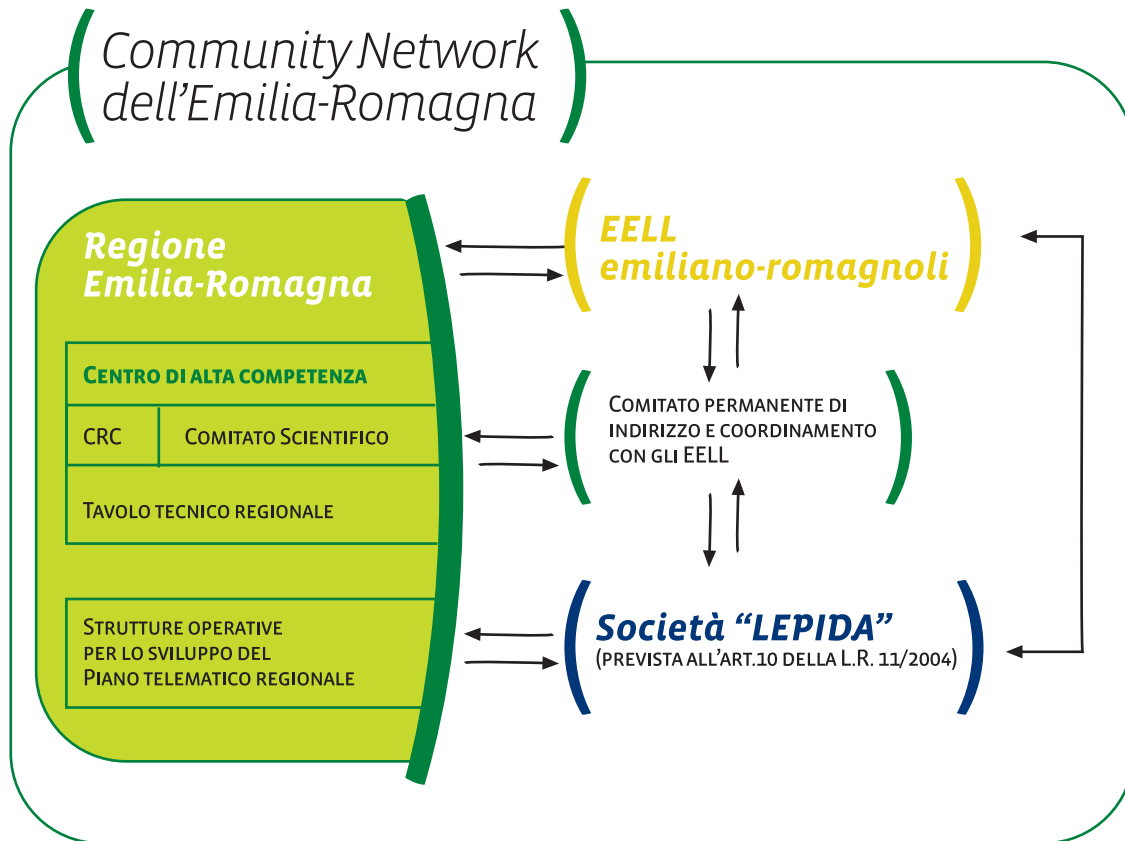 Community Network
dell'Emilia-Romagna
Regione
Emilia-Romagna
CENTRO DI ALTA COMPETENZA
CRC
COMITATO SCIENTIFICO
TAVOLO TECNICO REGIONALE
STRUTTURE OPERATIVE
PER LO SVILUPPO DEL
PIANO TELEMATICO REGIONALE
EELL
emiliano-romagnoli
COMITATO PERMANENTE DI
INDIRIZZO E COORDINAMENTO
CON GLI EELL
Società “LEPIDA”
(PREVISTA ALL'ART.10 DELLA L.R. 11/2004)